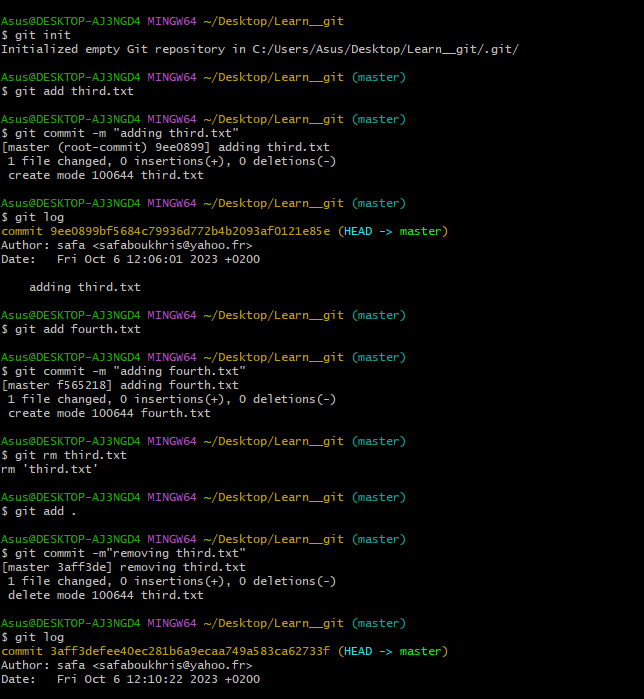 Asus@DESKTOP-AJ3NGD4 MINGW64 ~/Desktop/Learn__git
$ git init
Initialized empty Git repository in C:/Users/Asus/Desktop/Learn__git/.git/
Asus@DESKTOP-AJ3NGD4 MINGW64 ~/Desktop/Learn__git (master)
$ git add third.txt
Asus@DESKTOP-AJ3NGD4 MINGW64 ~/Desktop/Learn__git (master)
$ git commit -m "adding third.txt"
[master (root-commit) 9ee0899] adding third.txt
 1 file changed, 0 insertions(+), 0 deletions(-)
 create mode 100644 third.txt
Asus@DESKTOP-AJ3NGD4 MINGW64 ~/Desktop/Learn__git (master)
$ git log
commit 9ee0899bf5684c79936d772b4b2093af0121e85e (HEAD -> master)
Author: safa <safaboukhris@yahoo.fr>
Date:   Fri Oct 6 12:06:01 2023 +0200
    adding third.txt
Asus@DESKTOP-AJ3NGD4 MINGW64 ~/Desktop/Learn__git (master)
$ git add fourth.txt
Asus@DESKTOP-AJ3NGD4 MINGW64 ~/Desktop/Learn__git (master)
$ git commit -m "adding fourth.txt"
[master f565218] adding fourth.txt
 1 file changed, 0 insertions(+), 0 deletions(-)
 create mode 100644 fourth.txt
Asus@DESKTOP-AJ3NGD4 MINGW64 ~/Desktop/Learn__git (master)
$ git rm third.txt
rm 'third.txt'
Asus@DESKTOP-AJ3NGD4 MINGW64 ~/Desktop/Learn__git (master)
$ git add .
Asus@DESKTOP-AJ3NGD4 MINGW64 ~/Desktop/Learn__git (master)
$ git commit -m"removing third.txt"
[master 3aff3de] removing third.txt
 1 file changed, 0 insertions(+), 0 deletions(-)
 delete mode 100644 third.txt
Asus@DESKTOP-AJ3NGD4 MINGW64 ~/Desktop/Learn__git (master)
$ git log
commit 3aff3defee40ec281b6a9ecaa749a583ca62733f (HEAD -> master)
Author: safa <safaboukhris@yahoo.fr>
Date:   Fri Oct 6 12:10:22 2023 +0200